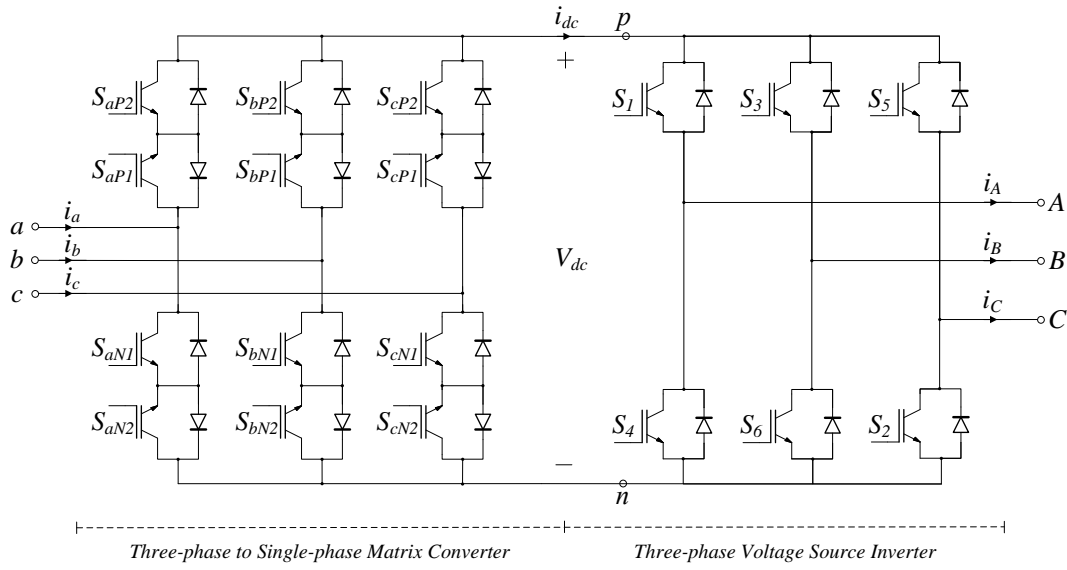 i_dc p
+
S_aP2 S_bP2 S_cP2 S_1 S_3 S_5
S_aP1 S_bP1 S_cP1
a i_a i_A A
b i_b V_dc i_B B
c i_c i_C C
S_aN1 S_bN1 S_cN1
S_aN2 S_bN2 S_cN2 S_4 S_6 S_2
−
n
Three-phase to Single-phase Matrix Converter Three-phase Voltage Source Inverter